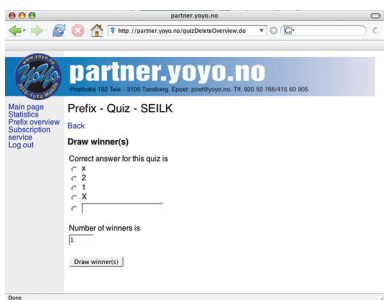 partner.yoyo.no
http://partner.yoyo.no/quizDeleteOverview.do
G
partner.yoyo.no
Postboks 182 Teie - 3106 Tønsberg, Epost: post@yoyo.no. Tlf. 920 50 766/415 60 905
YoYo
Main page
Statistics
Prefix overview
Subscription
service
Log out
Prefix - Quiz - SEILK
Back
Draw winner(s)
Correct answer for this quiz is
x
2
1
X
Number of winners is
1
Draw winner(s)
Done